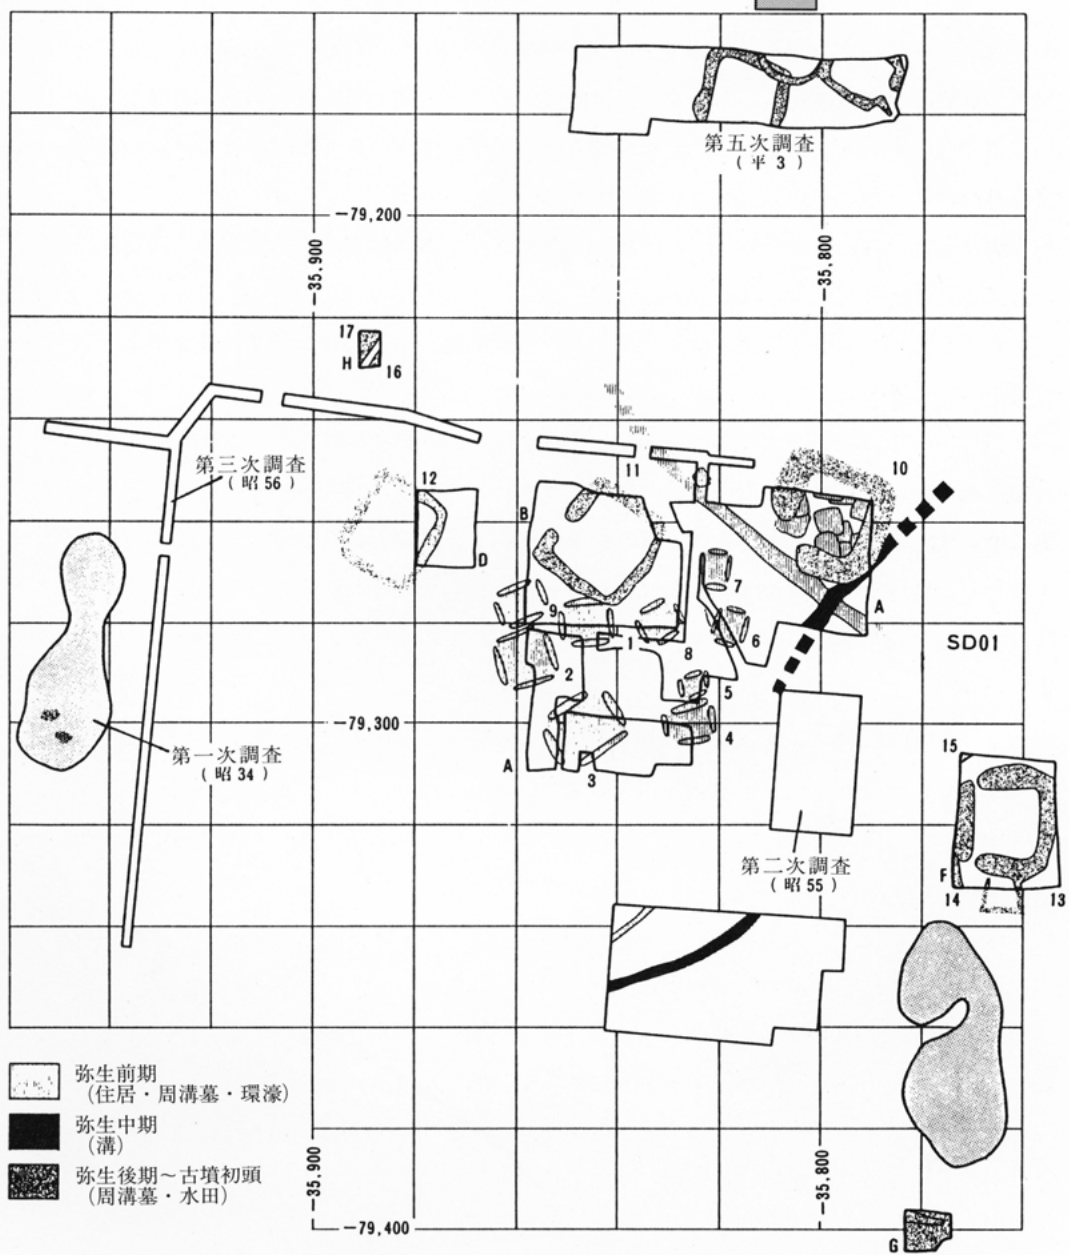 第五次調査
(平 3)
-79,200
-35.900
-35.800
17
H
16
第三次調査
(昭 56)
12
D
B
11
10
7
A
9
1
8
6
SD01
2
5
-79,300
4
A
3
第一次調査
(昭 34)
第二次調査
(昭 55)
15
F
14
13
弥生前期
(住居・周溝墓・環濠)
弥生中期
(溝)
弥生後期~古墳初頭
(周溝墓・水田)
-35.900
-35.800
-79,400
G